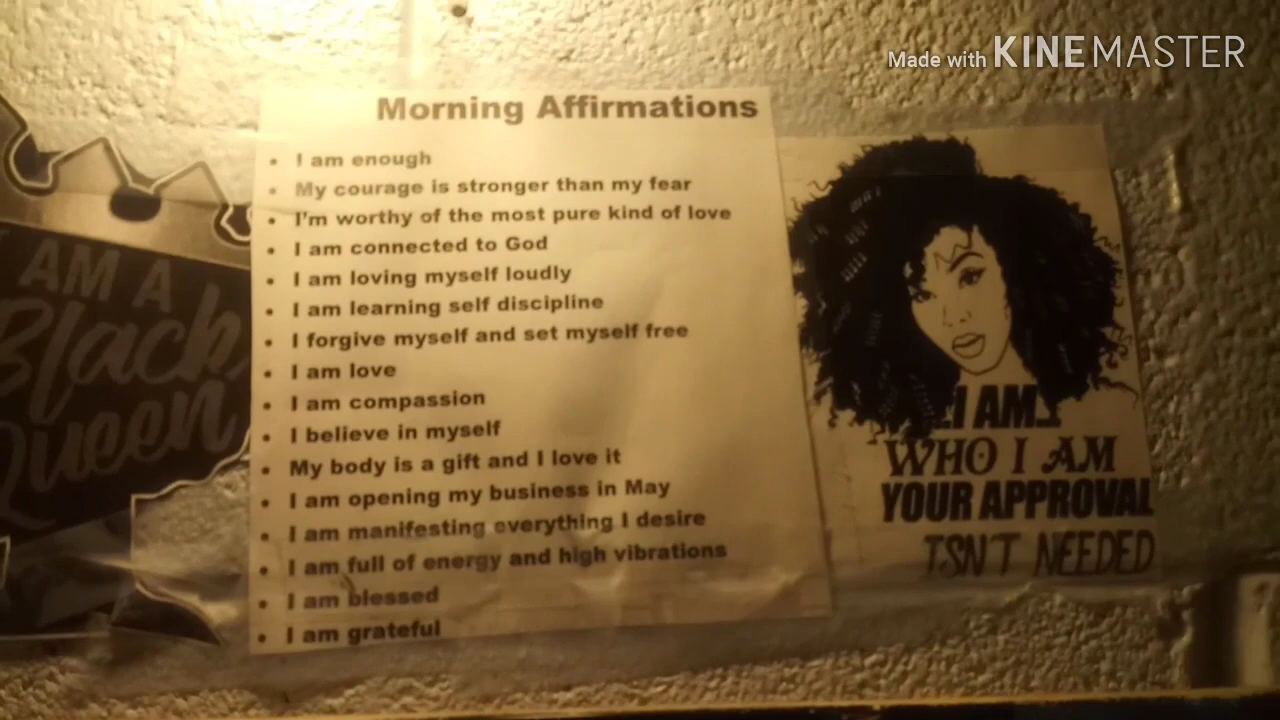 Made with KINEMASTER
Morning Affirmations
• I am enough
• My courage is stronger than my fear
• I'm worthy of the most pure kind of love
• I am connected to God
• I am loving myself loudly
• I am learning self discipline
• I forgive myself and set myself free
• I am love
• I am compassion
• I believe in myself
• My body is a gift and I love it
• I am opening my business in May
• I am manifesting everything I desire
• I am full of energy and high vibrations
• I am blessed
• I am grateful
AM A
Black
Queen
I AM
WHO I AM
YOUR APPROVAL
ISN'T NEEDED